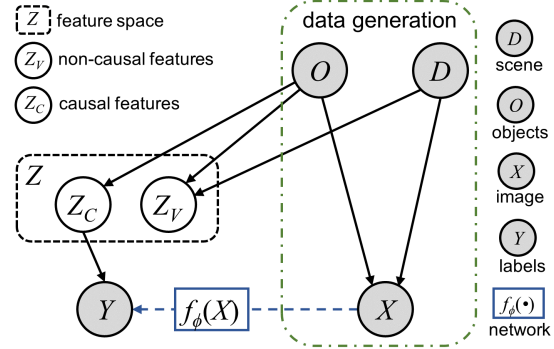 Z feature space
Z_V non-causal features
Z_C causal features
data generation
O
D
D
scene
O
objects
X
image
Y
labels
f_ϕ(•)
network
Z
Z_C
Z_V
Y
f_ϕ(X)
X